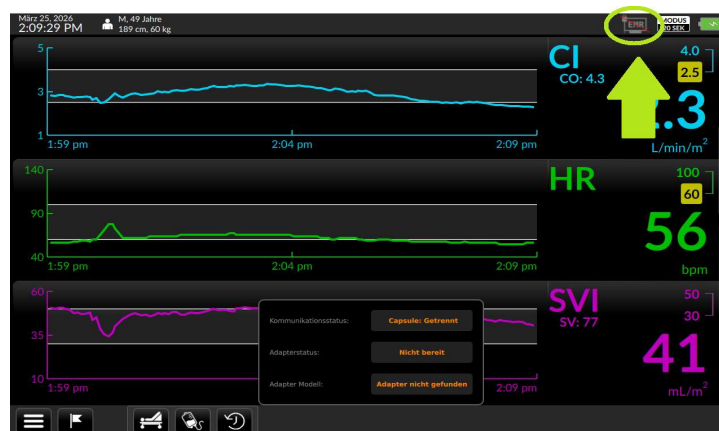 März 25, 2026
2:09:29 PM
M, 49 Jahre
189 cm, 60 kg
EMR
MODUS
20 SEK
5
3
1
1:59 pm
2:04 pm
2:09 pm
CI
CO: 4.3
4.0
2.5
.3
L/min/m²
140
90
40
1:59 pm
2:04 pm
2:09 pm
HR
100
60
56
bpm
60
35
10
1:59 pm
2:09 pm
SVI
SV: 77
50
30
41
mL/m²
Kommunikationsstatus:
Capsule: Getrennt
Adapterstatus:
Nicht bereit
Adapter Modell:
Adapter nicht gefunden